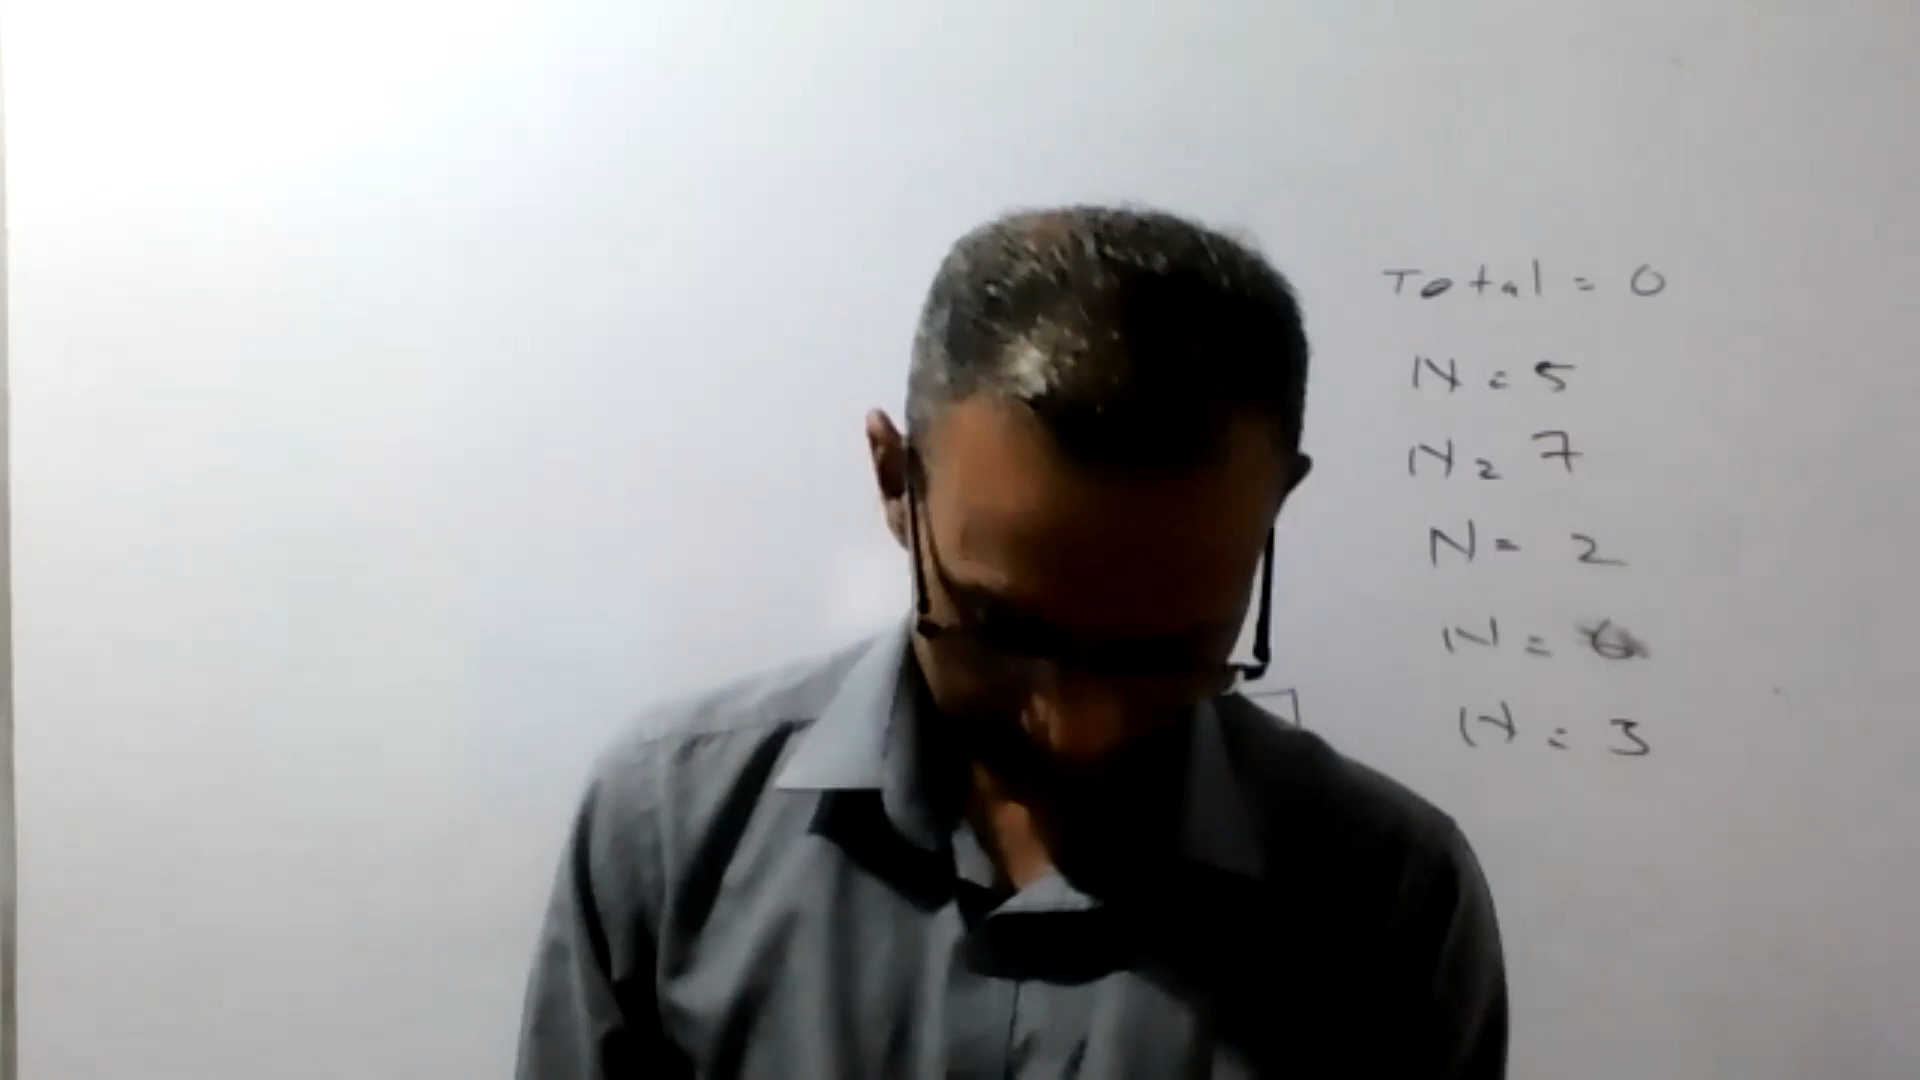 Total = 0
N = 5
N = 7
N = 2
N =
N = 3